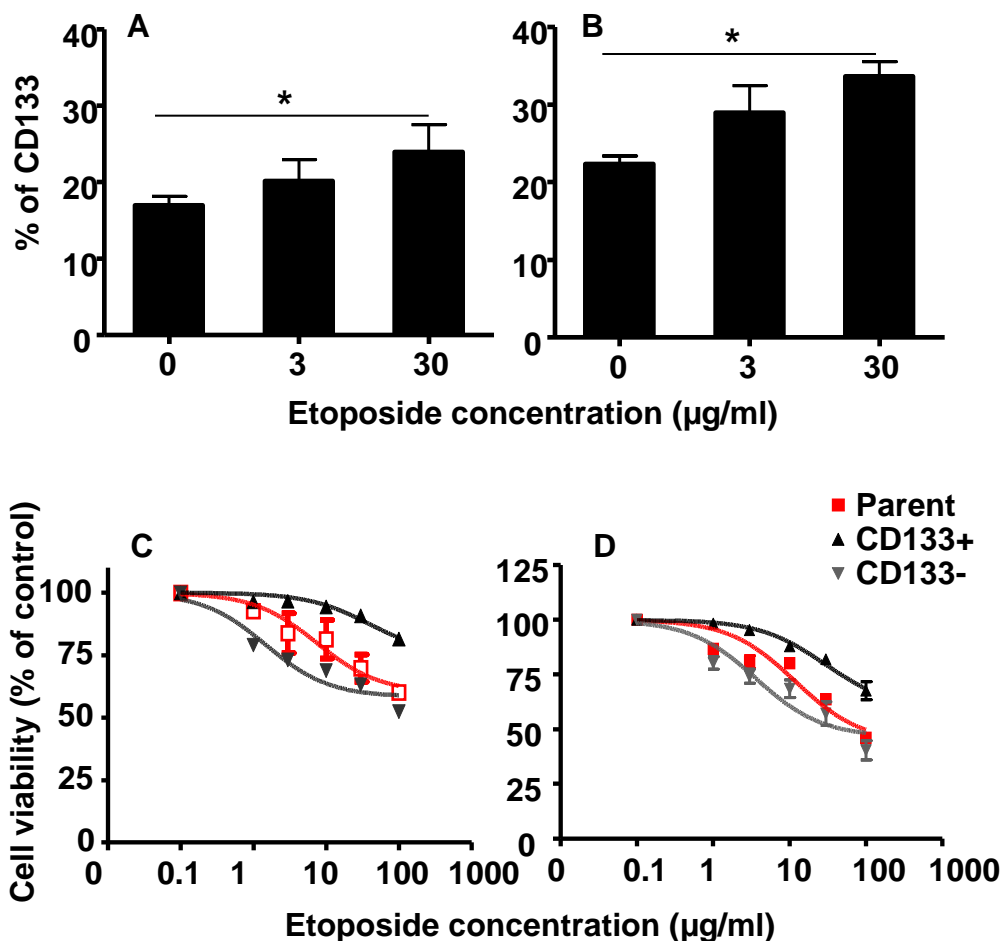 A
B
% of CD133
40
30
20
10
0
*
0 3 30
40
30
20
10
0
*
0 3 30
Etoposide concentration (µg/ml)
Parent
CD133+
CD133-
C
D
Cell viability (% of control)
100
75
50
25
0
0 0.1 1 10 100 1000
125
100
75
50
25
0
0 0.1 1 10 100 1000
Etoposide concentration (µg/ml)